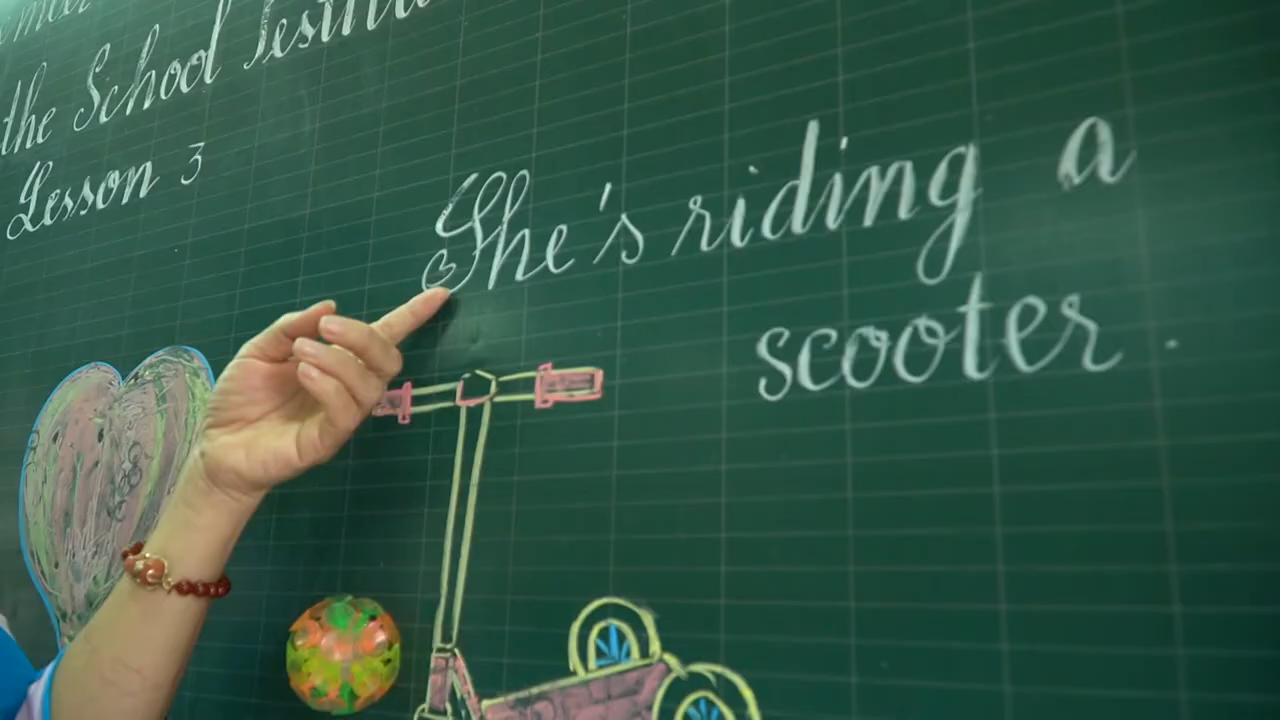 the School Festival
Lesson 3
She's riding a
scooter.